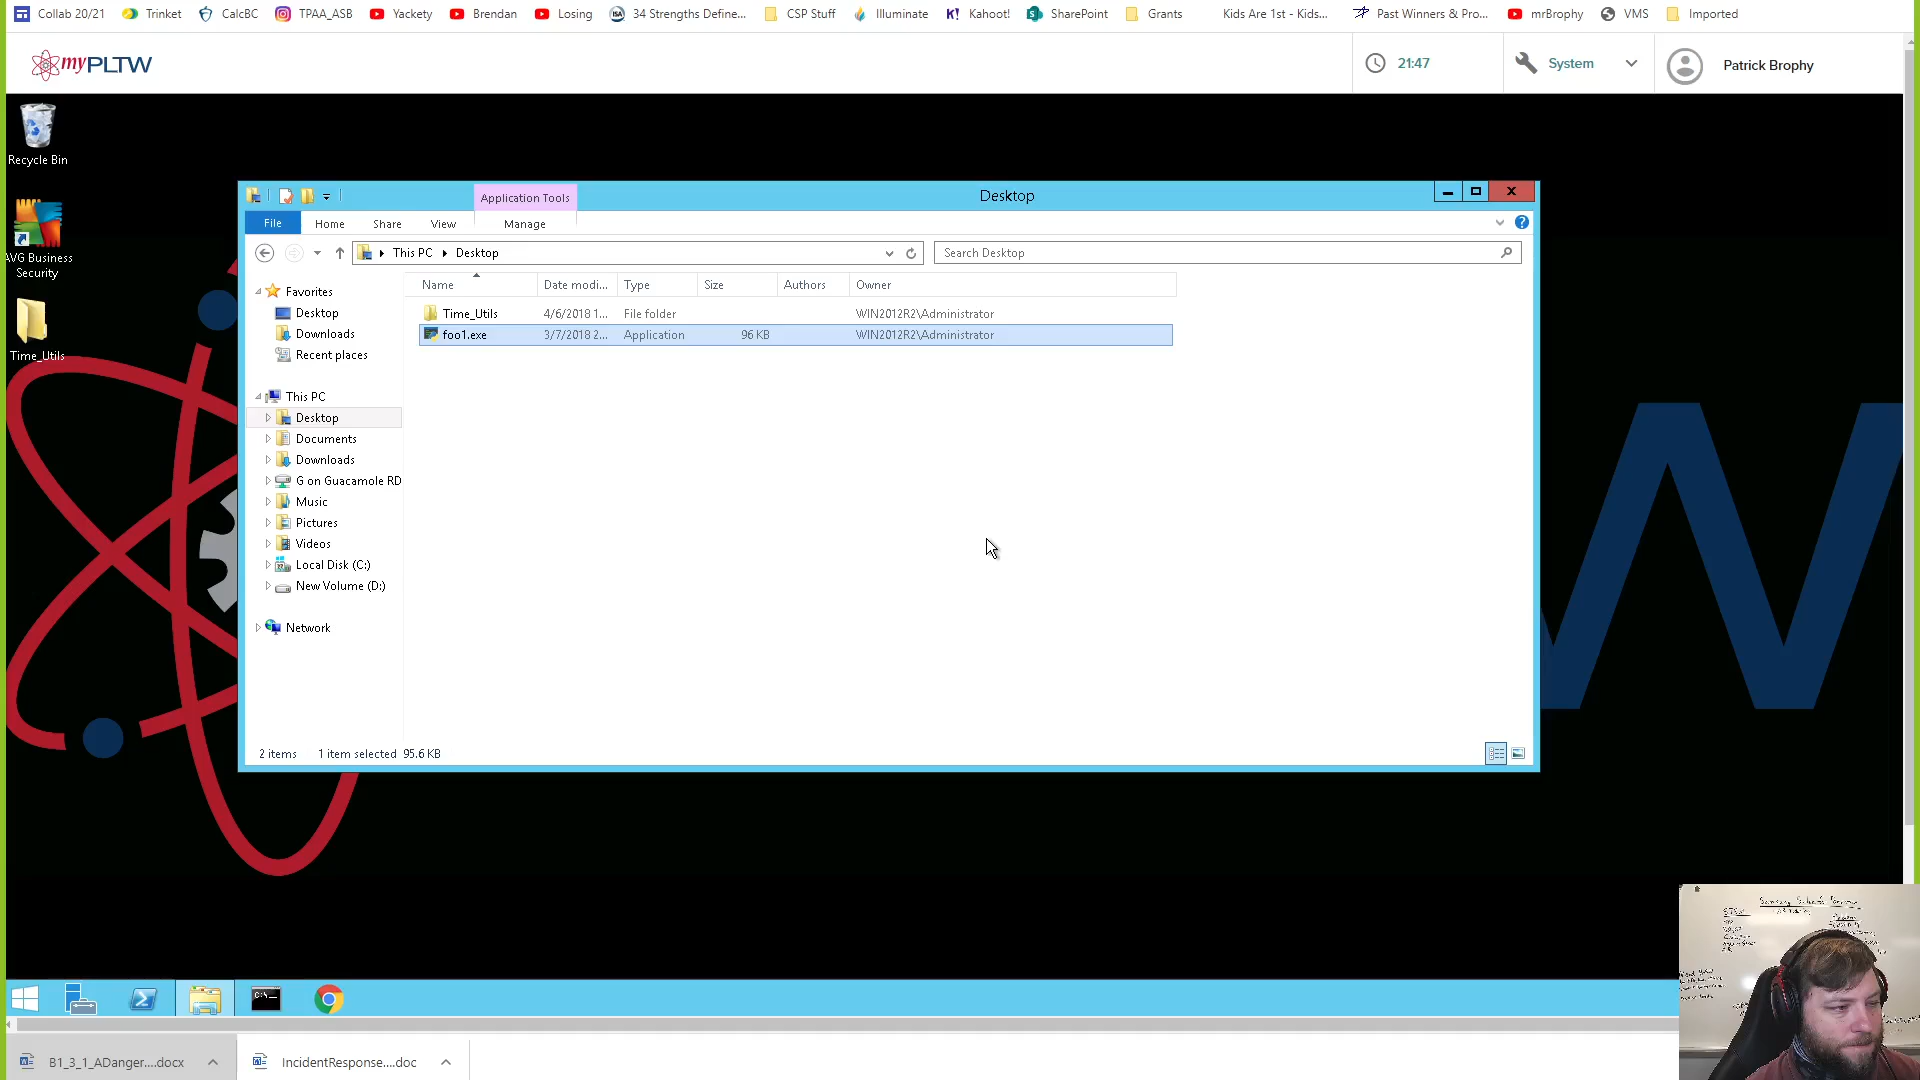 Collab 20/21 Trinket CalcBC TPAA_ASB Yackety Brendan Losing 34 Strengths Define... CSP Stuff Illuminate Kahoot! SharePoint Grants Kids Are 1st - Kids... Past Winners & Pro... mrBrophy VMS Imported
myPLTW 21:47 System Patrick Brophy
Recycle Bin
AVG Business
Security
Time_Utils
Application Tools Desktop
File Home Share View Manage
This PC Desktop Search Desktop
Name Date modi... Type Size Authors Owner
Favorites
Desktop
Downloads
Recent places
Time_Utils 4/6/2018 1... File folder WIN2012R2\Administrator
foo1.exe 3/7/2018 2... Application 96 KB WIN2012R2\Administrator
This PC
Desktop
Documents
Downloads
G on Guacamole RD
Music
Pictures
Videos
Local Disk (C:)
New Volume (D:)
Network
2 items 1 item selected 95.6 KB
W
C:\
B1_3_1_ADanger....docx IncidentResponse....doc